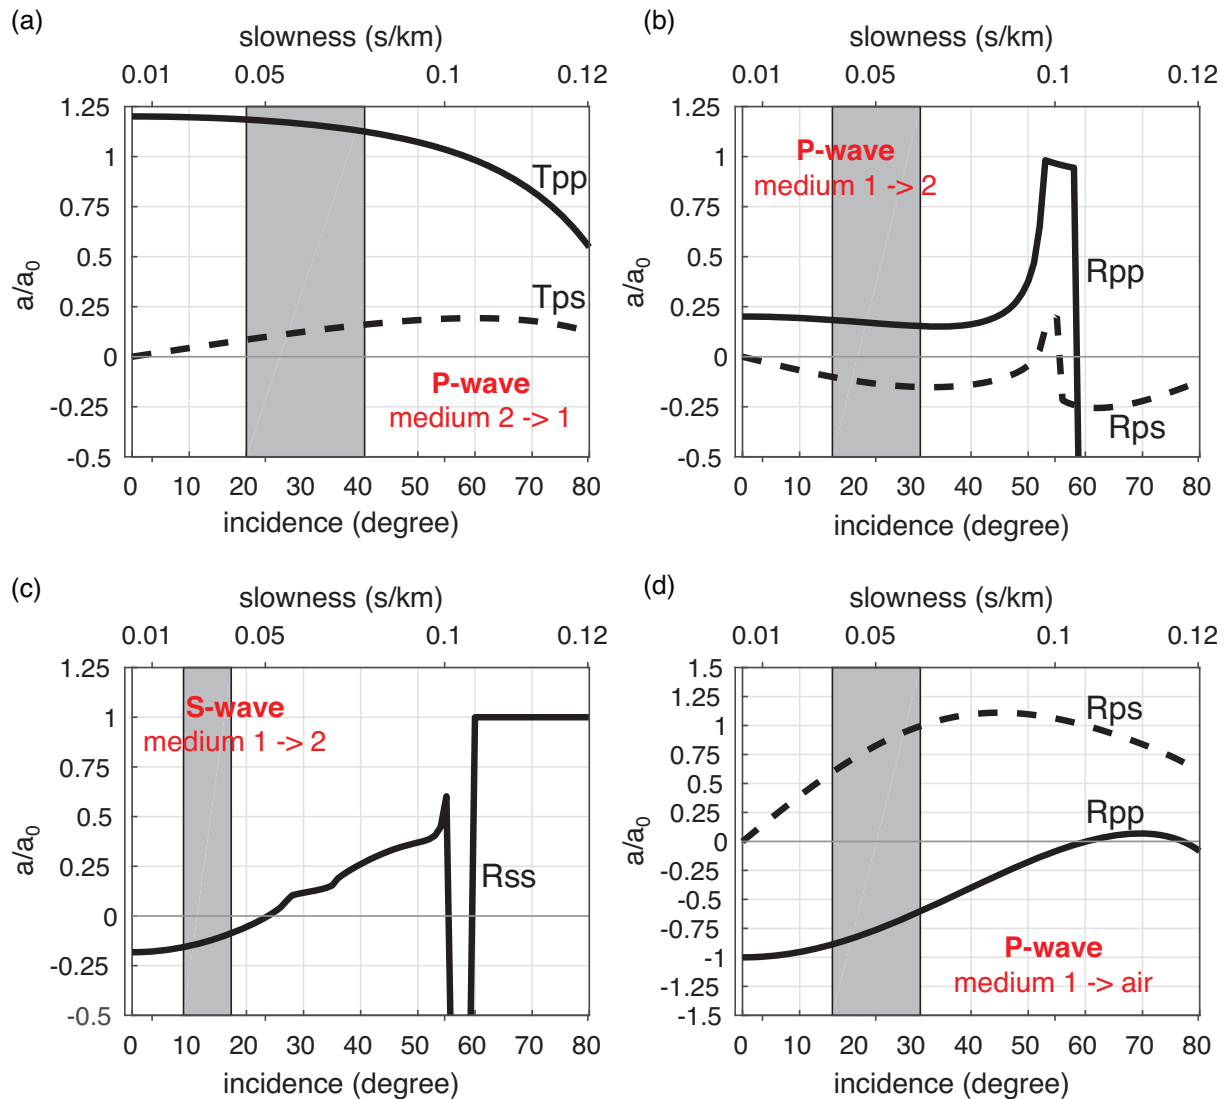 (a)
slowness (s/km)
0.01 0.05 0.1 0.12
1.25
1
0.75
0.5
0.25
0
-0.25
-0.5
a/a0
Tpp
Tps
P-wave
medium 2 -> 1
0 10 20 30 40 50 60 70 80
incidence (degree)
(b)
slowness (s/km)
0.01 0.05 0.1 0.12
1.25
1
0.75
0.5
0.25
0
-0.25
-0.5
P-wave
medium 1 -> 2
Rpp
Rps
0 10 20 30 40 50 60 70 80
incidence (degree)
(c)
slowness (s/km)
0.01 0.05 0.1 0.12
1.25
1
0.75
0.5
0.25
0
-0.25
-0.5
a/a0
S-wave
medium 1 -> 2
Rss
0 10 20 30 40 50 60 70 80
incidence (degree)
(d)
slowness (s/km)
0.01 0.05 0.1 0.12
1.5
1.25
1
0.75
0.5
0.25
0
-0.25
-0.5
-0.75
-1
-1.25
-1.5
Rps
Rpp
P-wave
medium 1 -> air
0 10 20 30 40 50 60 70 80
incidence (degree)